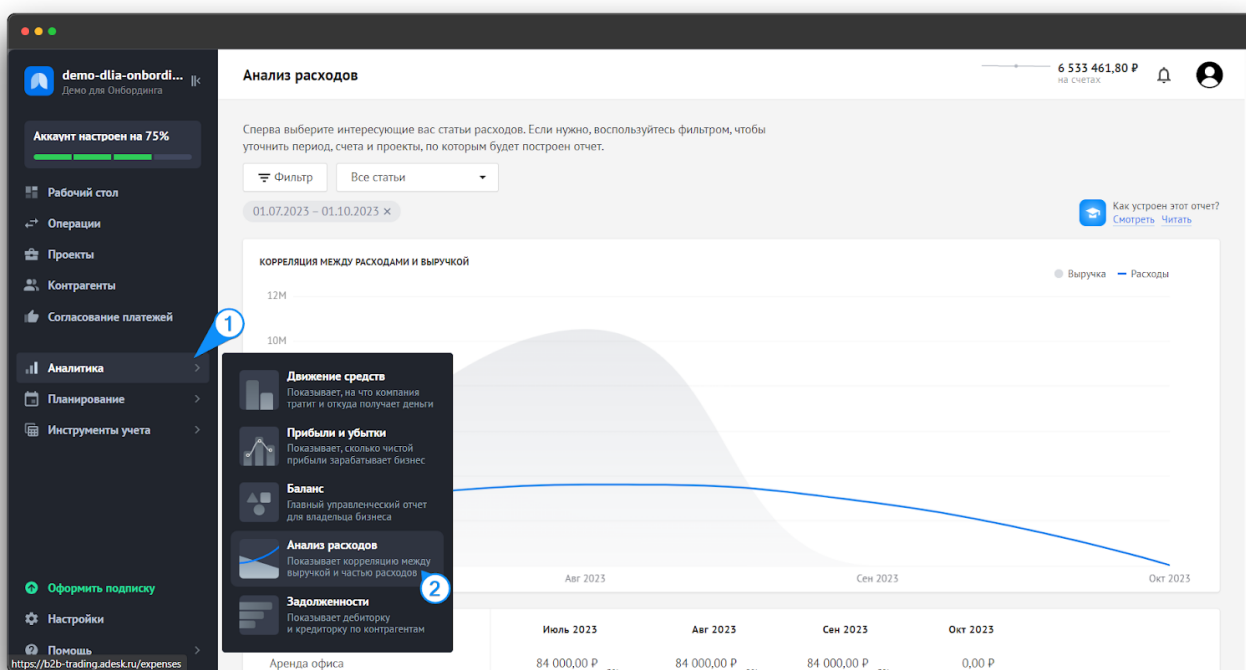 demo-dlia-onbordi...
Демо для Онбординга
Аккаунт настроен на 75%
Рабочий стол
Операции
Проекты
Контрагенты
Согласование платежей
1
Аналитика
Планирование
Инструменты учета
Оформить подписку
Настройки
Помощь
https://b2b-trading.adesk.ru/expenses
Движение средств
Показывает, на что компания
тратит и откуда получает деньги
Прибыли и убытки
Показывает, сколько чистой
прибыли зарабатывает бизнес
Баланс
Главный управленческий отчет
для владельца бизнеса
Анализ расходов
Показывает корреляцию между
выручкой и частью расходов
2
Задолженности
Показывает дебиторку
и кредиторку по контрагентам
Анализ расходов
6 533 461,80 ₽
на счетах
Сперва выберите интересующие вас статьи расходов. Если нужно, воспользуйтесь фильтром, чтобы
уточнить период, счета и проекты, по которым будет построен отчет.
Фильтр
Все статьи
01.07.2023 – 01.10.2023 ×
Как устроен этот отчет?
Смотреть Читать
КОРРЕЛЯЦИЯ МЕЖДУ РАСХОДАМИ И ВЫРУЧКОЙ
Выручка Расходы
12M
10M
Авг 2023 Сен 2023 Окт 2023
Июль 2023 Авг 2023 Сен 2023 Окт 2023
Аренда офиса 84 000,00 ₽ 84 000,00 ₽ 84 000,00 ₽ 0,00 ₽